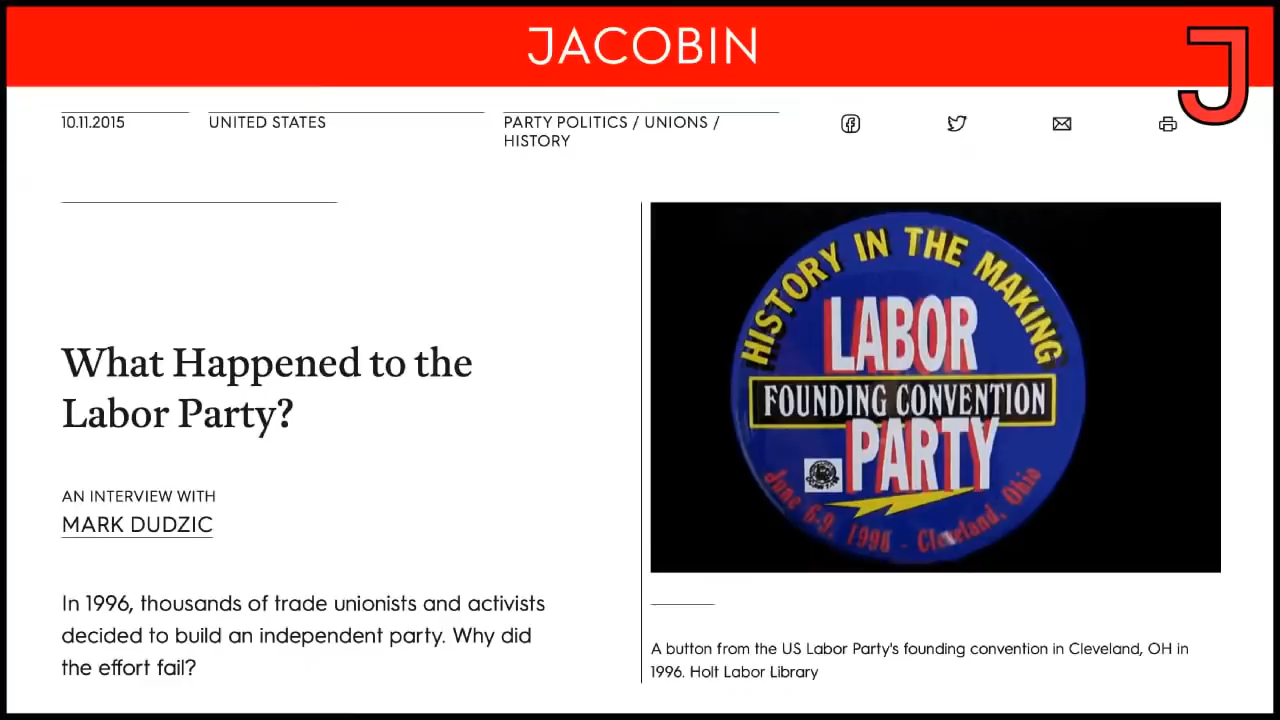 JACOBIN
J
10.11.2015
UNITED STATES
PARTY POLITICS / UNIONS /
HISTORY
What Happened to the
Labor Party?
AN INTERVIEW WITH
MARK DUDZIC
In 1996, thousands of trade unionists and activists
decided to build an independent party. Why did
the effort fail?
HISTORY IN THE MAKING
LABOR
FOUNDING CONVENTION
PARTY
June 6-9, 1996 - Cleveland, Ohio
A button from the US Labor Party's founding convention in Cleveland, OH in
1996. Holt Labor Library